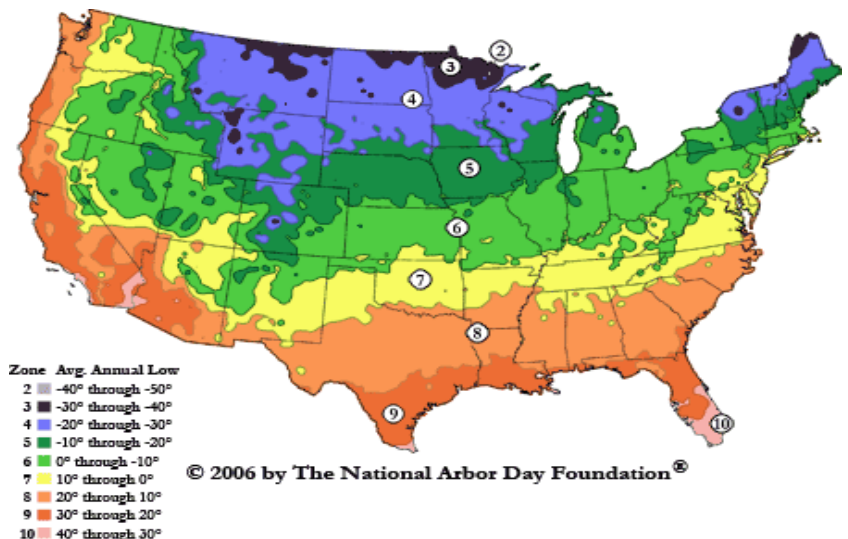 2
3
4
5
6
7
8
9
10
Zone Avg. Annual Low
2 -40° through -50°
3 -30° through -40°
4 -20° through -30°
5 -10° through -20°
6 0° through -10°
7 10° through 0°
8 20° through 10°
9 30° through 20°
10 40° through 30°
© 2006 by The National Arbor Day Foundation®